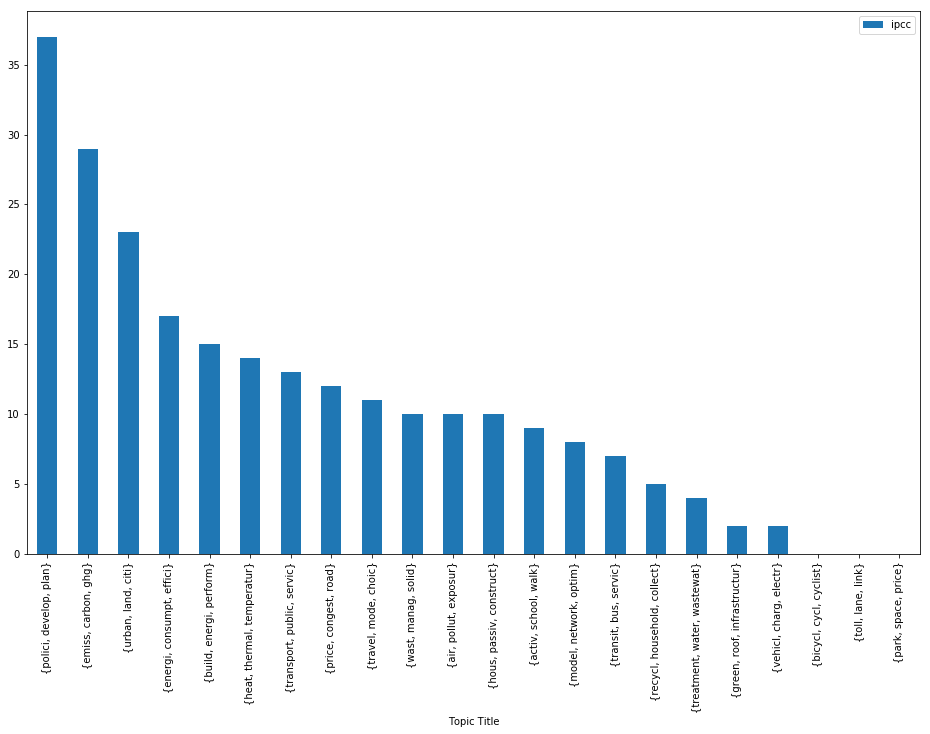 ipcc
35
30
25
20
15
10
5
0
{polici, develop, plan}
{emiss, carbon, ghg}
{urban, land, citi}
{energi, consumpt, effici}
{build, energi, perform}
{heat, thermal, temperatur}
{transport, public, servic}
{price, congest, road}
{travel, mode, choic}
{wast, manag, solid}
{air, pollut, exposur}
{hous, passiv, construct}
{activ, school, walk}
{model, network, optim}
{transit, bus, servic}
{recycl, household, collect}
{treatment, water, wastewat}
{green, roof, infrastructur}
{vehicl, charg, electr}
{bicycl, cycl, cyclist}
{toll, lane, link}
{park, space, price}
Topic Title